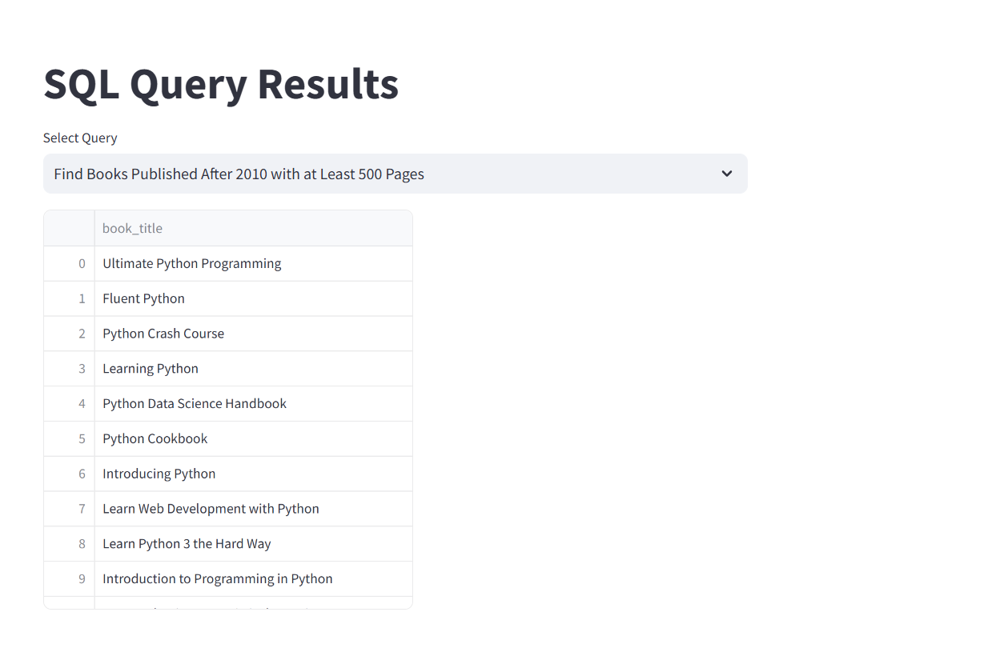 SQL Query Results
Select Query
Find Books Published After 2010 with at Least 500 Pages
book_title
0 Ultimate Python Programming
1 Fluent Python
2 Python Crash Course
3 Learning Python
4 Python Data Science Handbook
5 Python Cookbook
6 Introducing Python
7 Learn Web Development with Python
8 Learn Python 3 the Hard Way
9 Introduction to Programming in Python